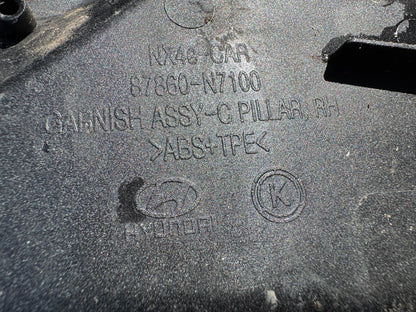 NX4e CAR
87860-N7100
GARNISH ASSY-C PILLAR, RH
>ABS+TPE<
K
HYUNDAI